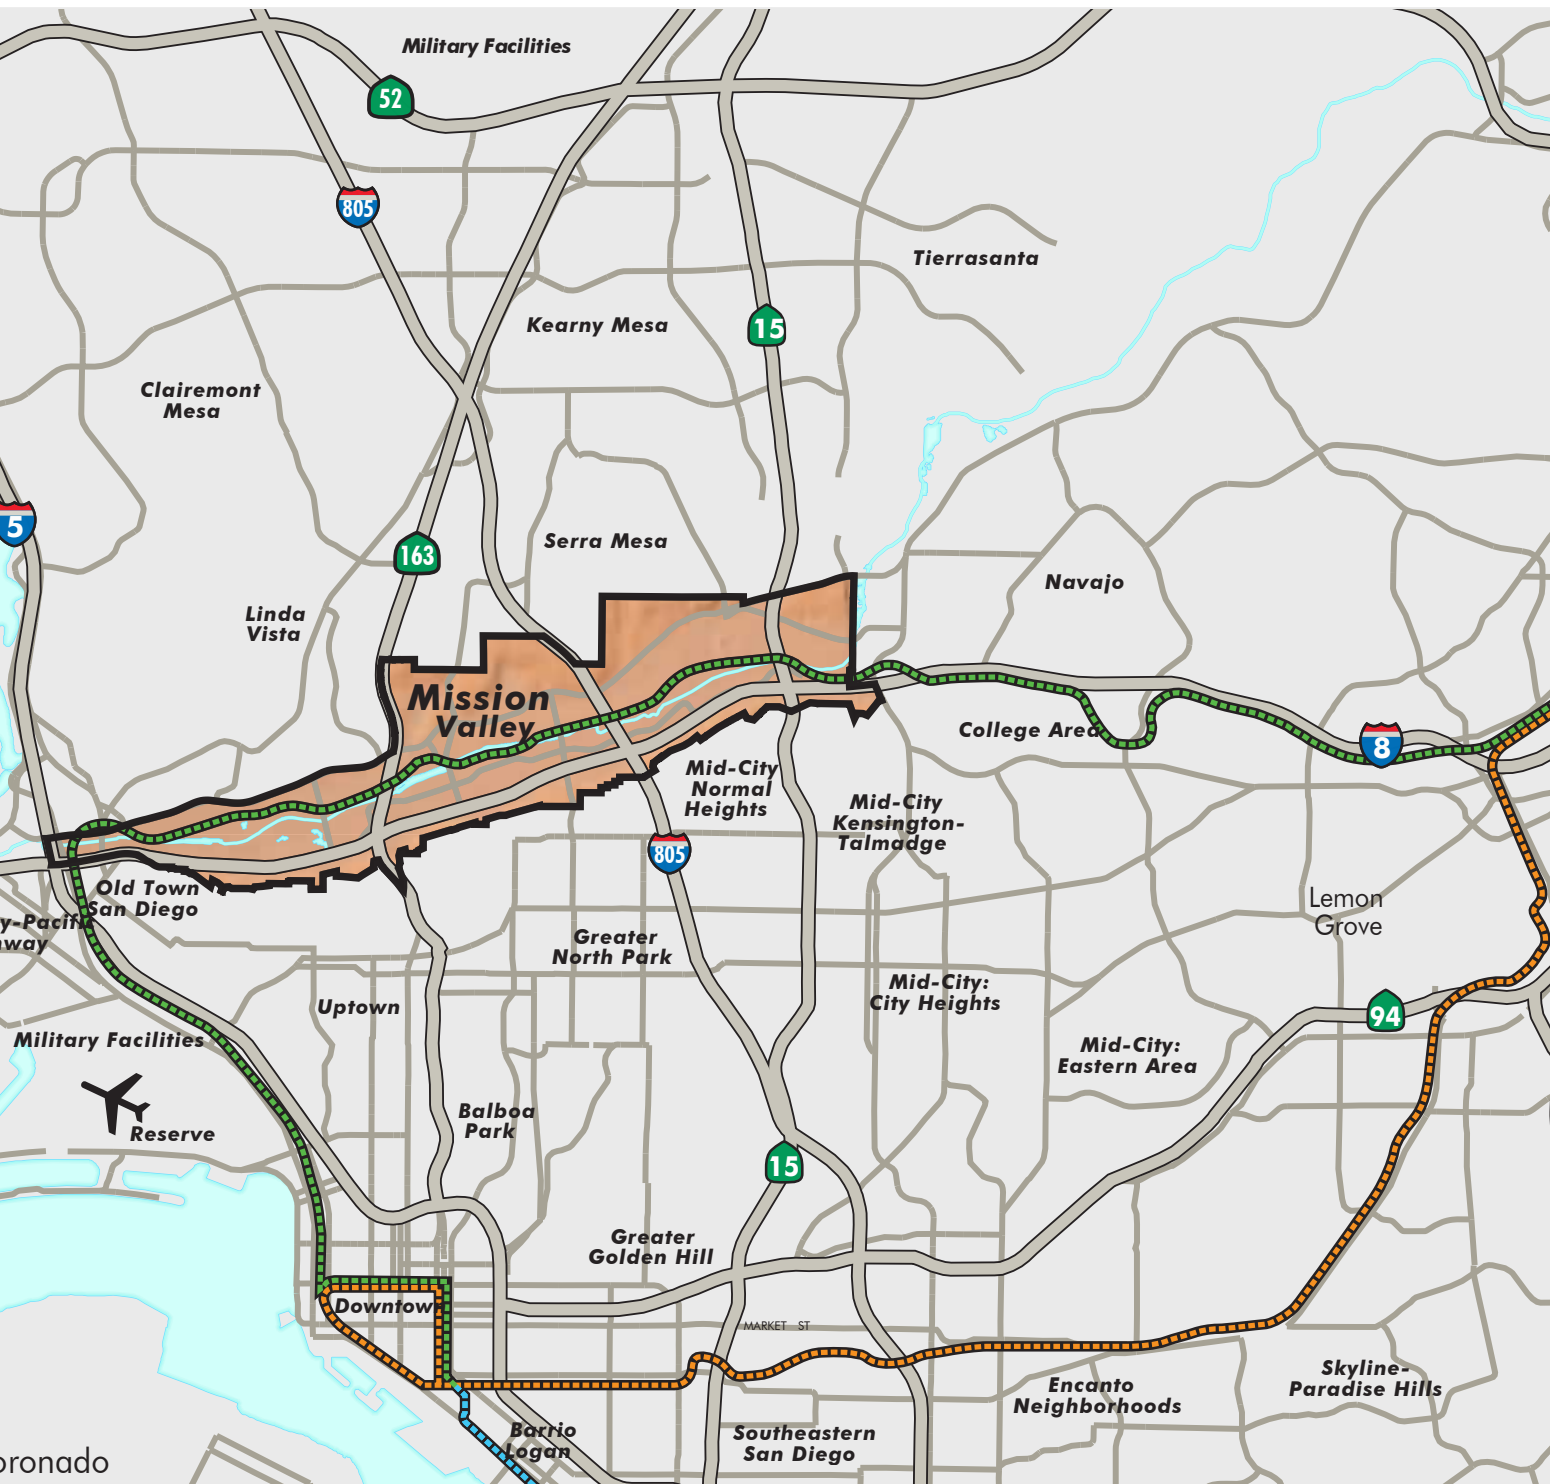 Military Facilities
52
805
Tierrasanta
Kearny Mesa
15
Clairemont
Mesa
5
163
Serra Mesa
Navajo
Linda
Vista
Mission
Valley
College Area
8
Mid-City
Normal
Heights
Mid-City
Kensington-
Talmadge
805
Old Town
San Diego
y-Pacific
hway
Lemon
Grove
Greater
North Park
Mid-City:
City Heights
Uptown
94
Military Facilities
Mid-City:
Eastern Area
Reserve
Balboa
Park
15
Greater
Golden Hill
Downtown
MARKET ST
Skyline-
Paradise Hills
Encanto
Neighborhoods
Barrio
Logan
Southeastern
San Diego
oronado